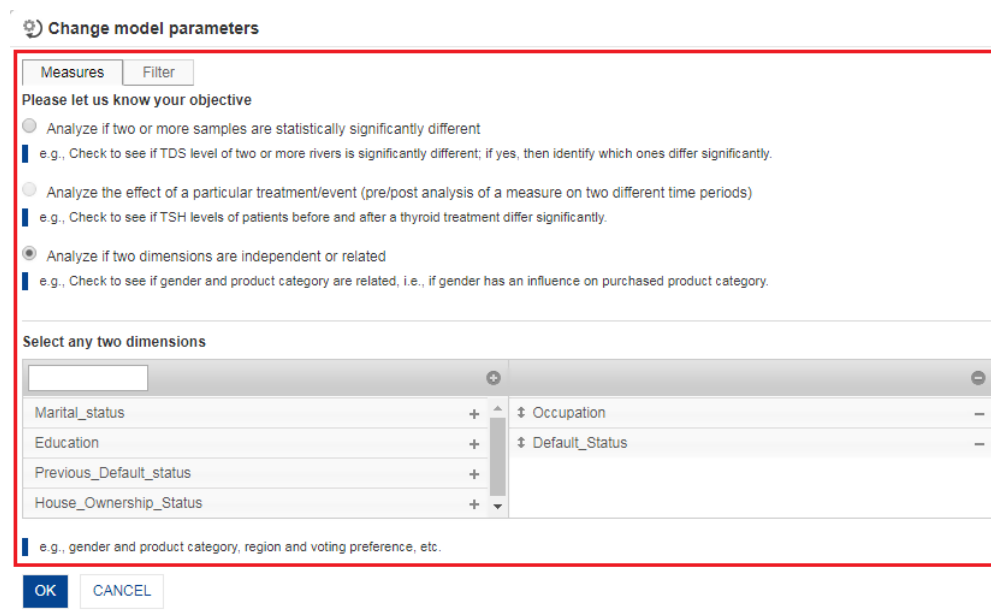 Change model parameters
Measures Filter
Please let us know your objective
Analyze if two or more samples are statistically significantly different
e.g., Check to see if TDS level of two or more rivers is significantly different; if yes, then identify which ones differ significantly.
Analyze the effect of a particular treatment/event (pre/post analysis of a measure on two different time periods)
e.g., Check to see if TSH levels of patients before and after a thyroid treatment differ significantly.
Analyze if two dimensions are independent or related
e.g., Check to see if gender and product category are related, i.e., if gender has an influence on purchased product category.
Select any two dimensions
Marital_status + Occupation −
Education + Default_Status −
Previous_Default_status +
House_Ownership_Status +
e.g., gender and product category, region and voting preference, etc.
OK CANCEL